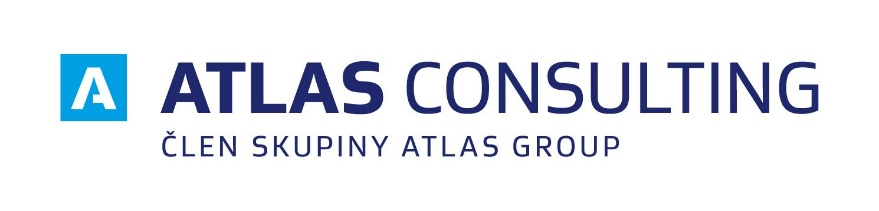 A ATLAS CONSULTING
ČLEN SKUPINY ATLAS GROUP